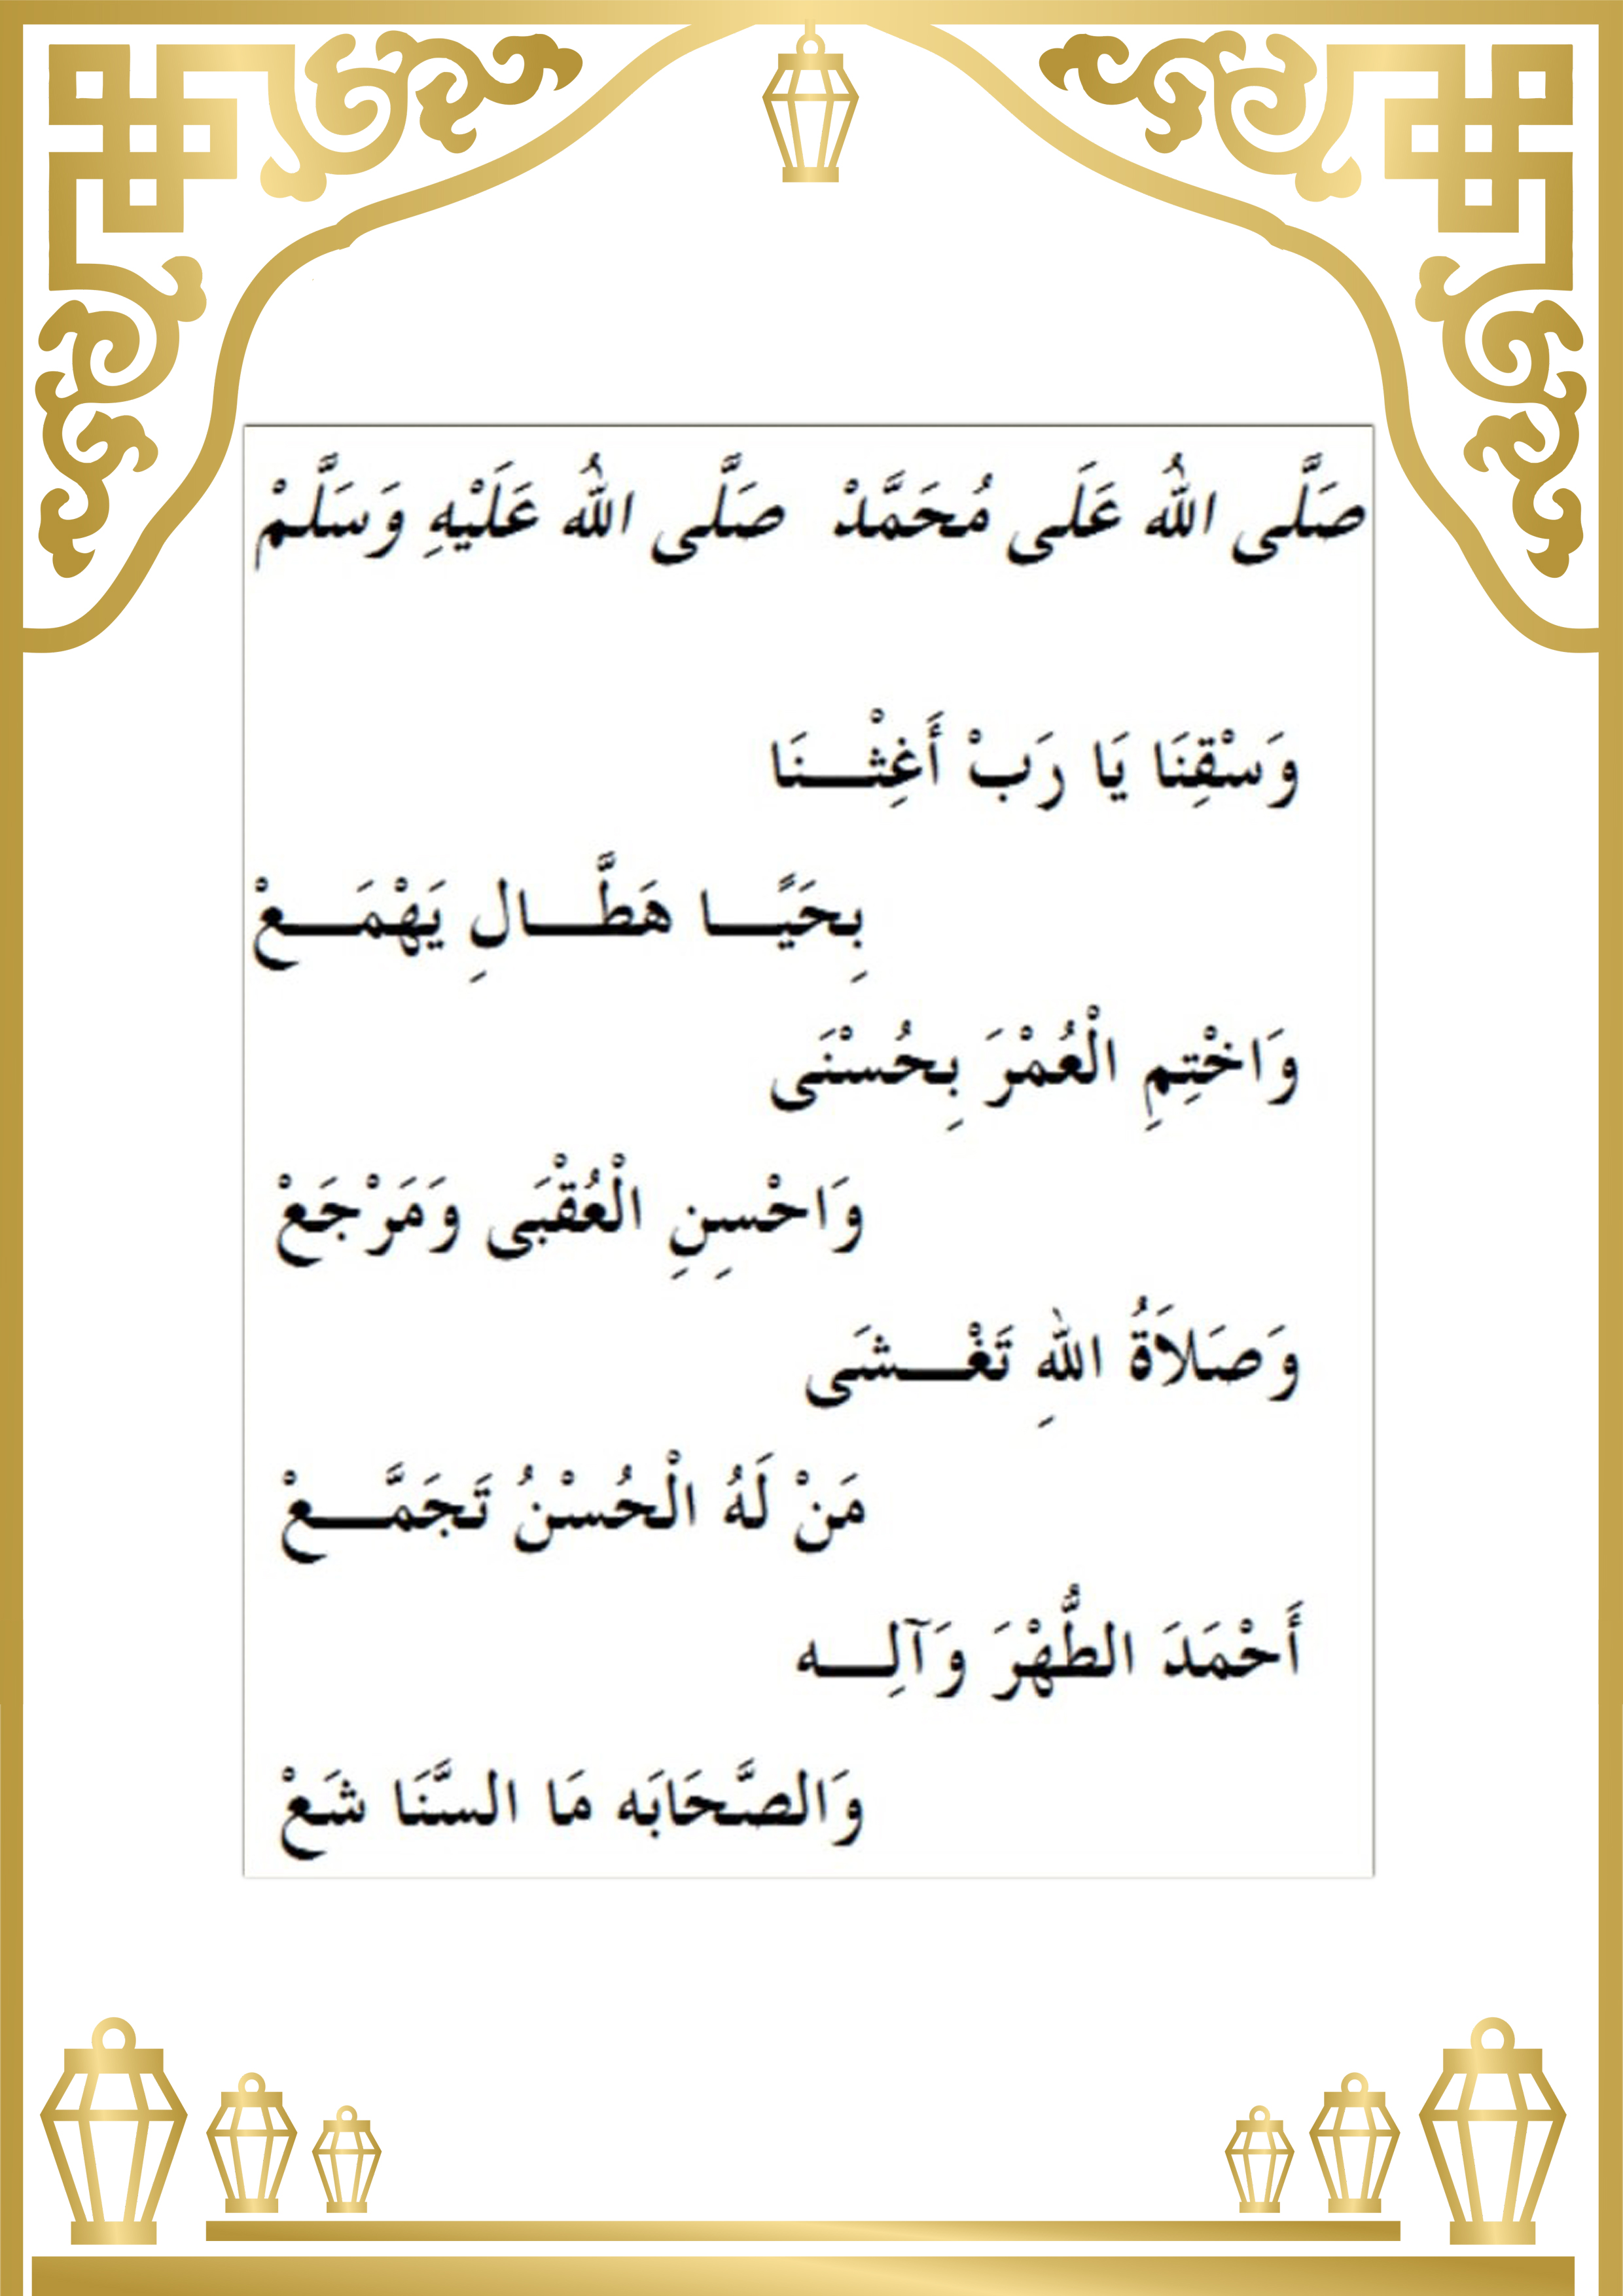 صَلَّى اللهُ عَلَى مُحَمَّدْ صَلَّى اللهُ عَلَيْهِ وَسَلَّمْ
وَسْقِنَا يَا رَبْ أَغِثْـــنَا
بِحَيًـــا هَطَّـــالِ يَهْمَـــعْ
وَاخْتِمِ الْعُمْرَ بِحُسْنَى
وَاحْسِنِ الْعُقْبَى وَمَرْجَعْ
وَصَلَاَةُ اللهِ تَغْـــشَى
مَنْ لَهُ الْحُسْنُ تَجَمَّـــعْ
أَحْمَدَ الطُّهْرَ وَآلِـــه
وَالصَّحَابَه مَا السَّنَا شَعْ